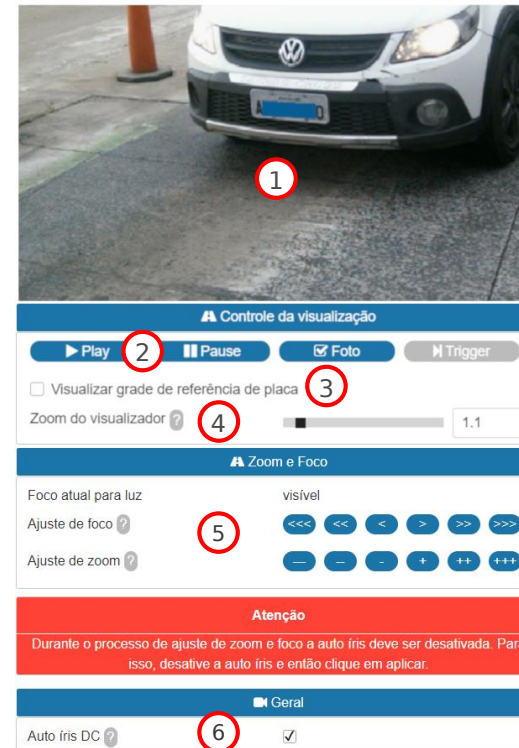 A O
1
Controle da visualização
Play 2 Pause Foto Trigger
Visualizar grade de referência de placa 3
Zoom do visualizador ? 4 1.1
Zoom e Foco
Foco atual para luz visível
Ajuste de foco ? 5 <<< << < > >> >>>
Ajuste de zoom ? --- -- - + ++ +++
Atenção
Durante o processo de ajuste de zoom e foco a auto íris deve ser desativada. Para
isso, desative a auto íris e então clique em aplicar.
Geral
Auto íris DC ? 6